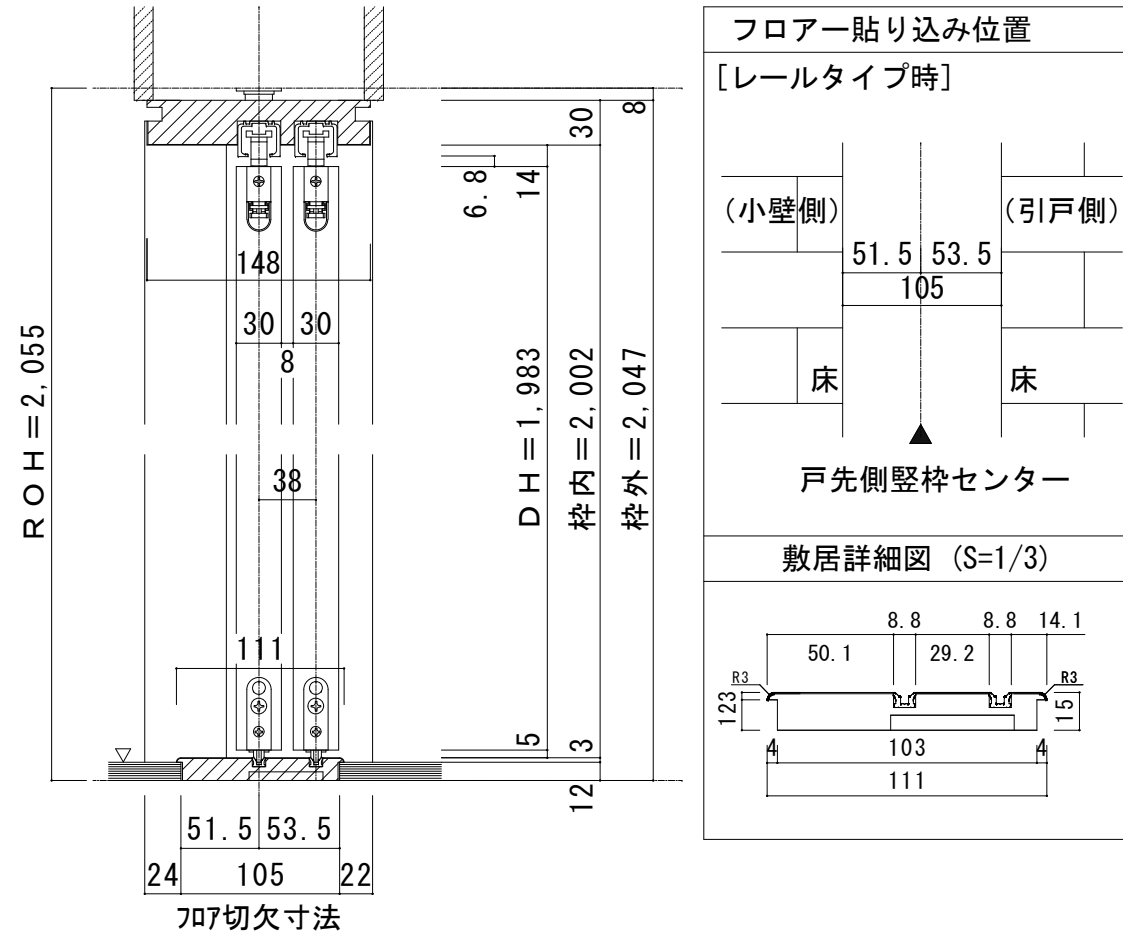 ROH=2,055
148
30
30
8
38
111
51.5
53.5
24
105
22
フロア切欠寸法
8
30
6.8
14
DH=1,983
枠内=2,002
枠外=2,047
5
3
12
フロアー貼り込み位置
[レールタイプ時]
(小壁側)
(引戸側)
51.5
53.5
105
床
床
戸先側竪枠センター
敷居詳細図 (S=1/3)
8.8
8.8
14.1
50.1
29.2
R3
R3
3
12
15
4
103
4
111